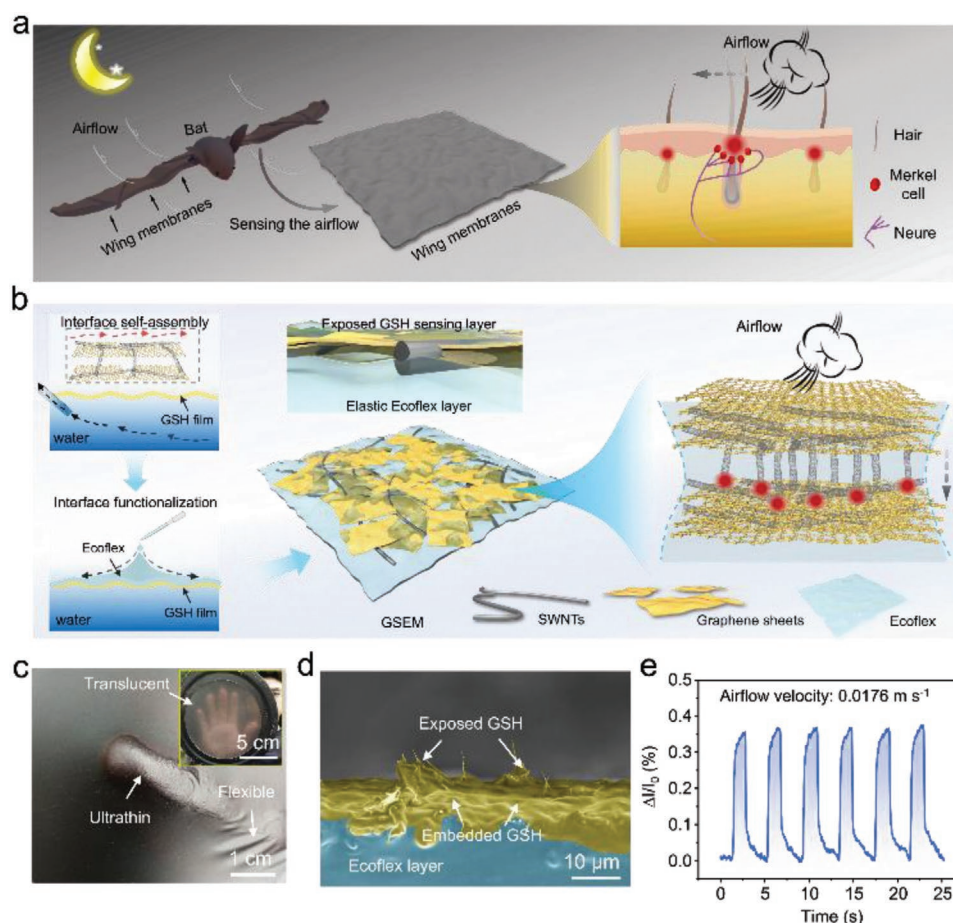 a
Airflow
Airflow
Bat
Hair
Merkel
cell
Wing membranes
Sensing the airflow
Wing membranes
Neure
b
Interface self-assembly
Exposed GSH sensing layer
Airflow
GSH film
water
Elastic Ecoflex layer
Interface functionalization
Ecoflex
GSH film
water
GSEM
SWNTs
Graphene sheets
Ecoflex
c
Translucent
5 cm
Flexible
Ultrathin
1 cm
d
Exposed GSH
Embedded GSH
Ecoflex layer
10 μm
e
Airflow velocity: 0.0176 m s⁻¹
0.5
0.4
0.3
0.2
0.1
0.0
ΔI/I₀ (%)
0 5 10 15 20 25
Time (s)